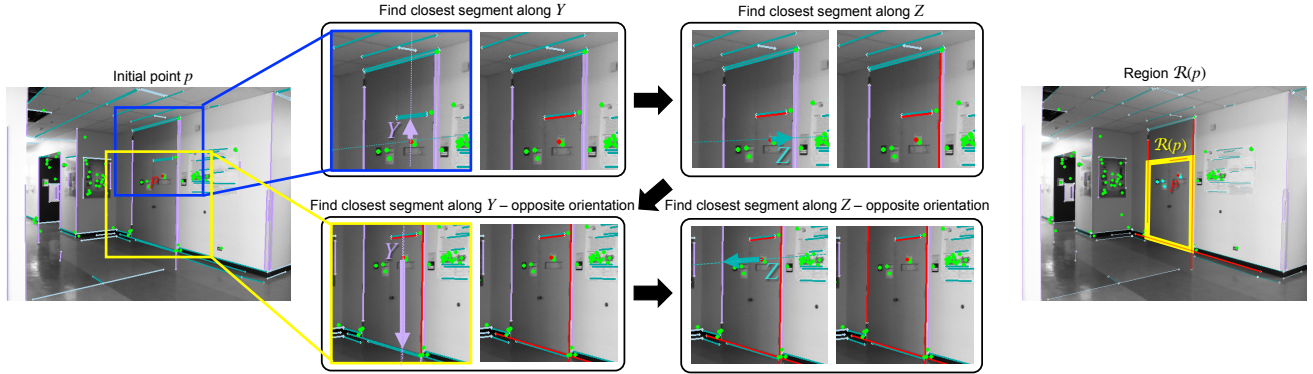 Find closest segment along Y
Find closest segment along Z
Initial point p
Region R(p)
Y
Z
p
R(p)
p
Find closest segment along Y – opposite orientation
Find closest segment along Z – opposite orientation
Y
Z